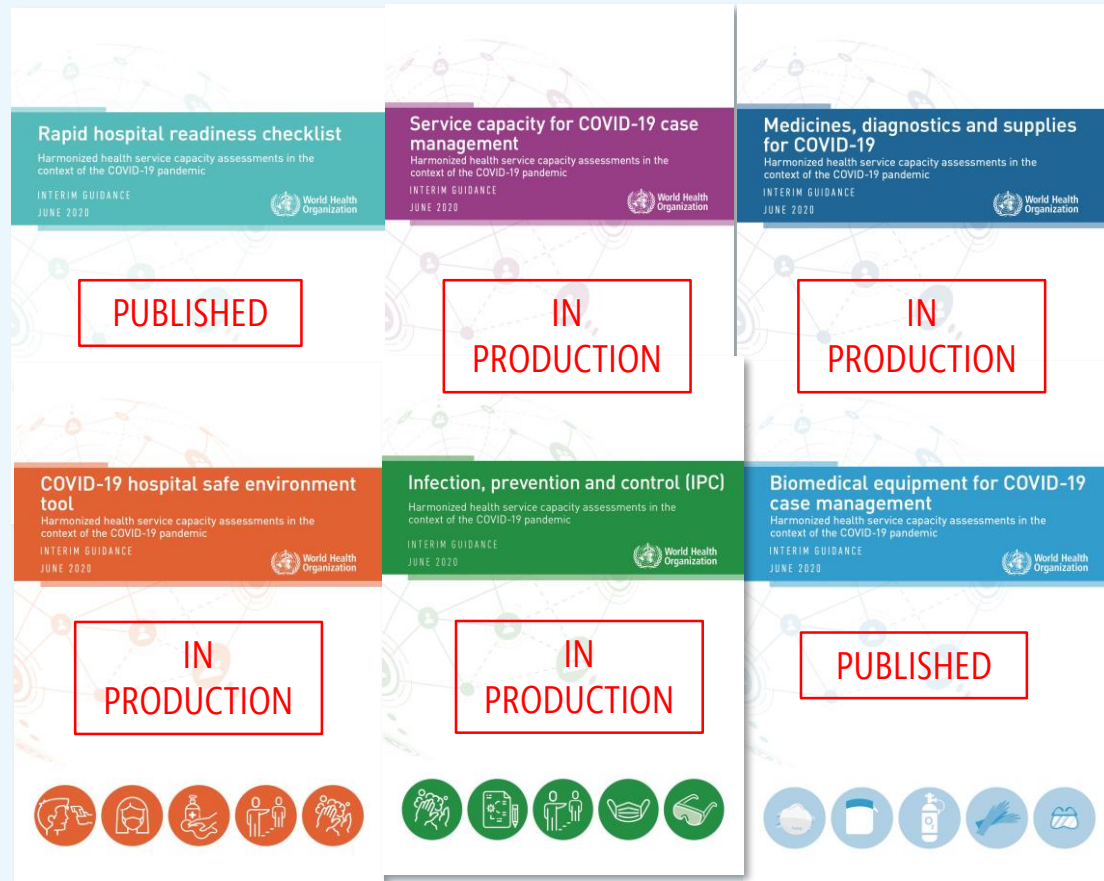 Rapid hospital readiness checklist
Harmonized health service capacity assessments in the
context of the COVID-19 pandemic
INTERIM GUIDANCE
JUNE 2020
World Health
Organization
PUBLISHED
Service capacity for COVID-19 case
management
Harmonized health service capacity assessments in the
context of the COVID-19 pandemic
INTERIM GUIDANCE
JUNE 2020
World Health
Organization
IN
PRODUCTION
Medicines, diagnostics and supplies
for COVID-19
Harmonized health service capacity assessments in the
context of the COVID-19 pandemic
INTERIM GUIDANCE
JUNE 2020
World Health
Organization
IN
PRODUCTION
COVID-19 hospital safe environment
tool
Harmonized health service capacity assessments in the
context of the COVID-19 pandemic
INTERIM GUIDANCE
JUNE 2020
World Health
Organization
IN
PRODUCTION
Infection, prevention and control (IPC)
Harmonized health service capacity assessments in the
context of the COVID-19 pandemic
INTERIM GUIDANCE
JUNE 2020
World Health
Organization
IN
PRODUCTION
Biomedical equipment for COVID-19
case management
Harmonized health service capacity assessments in the
context of the COVID-19 pandemic
INTERIM GUIDANCE
JUNE 2020
World Health
Organization
PUBLISHED
O2